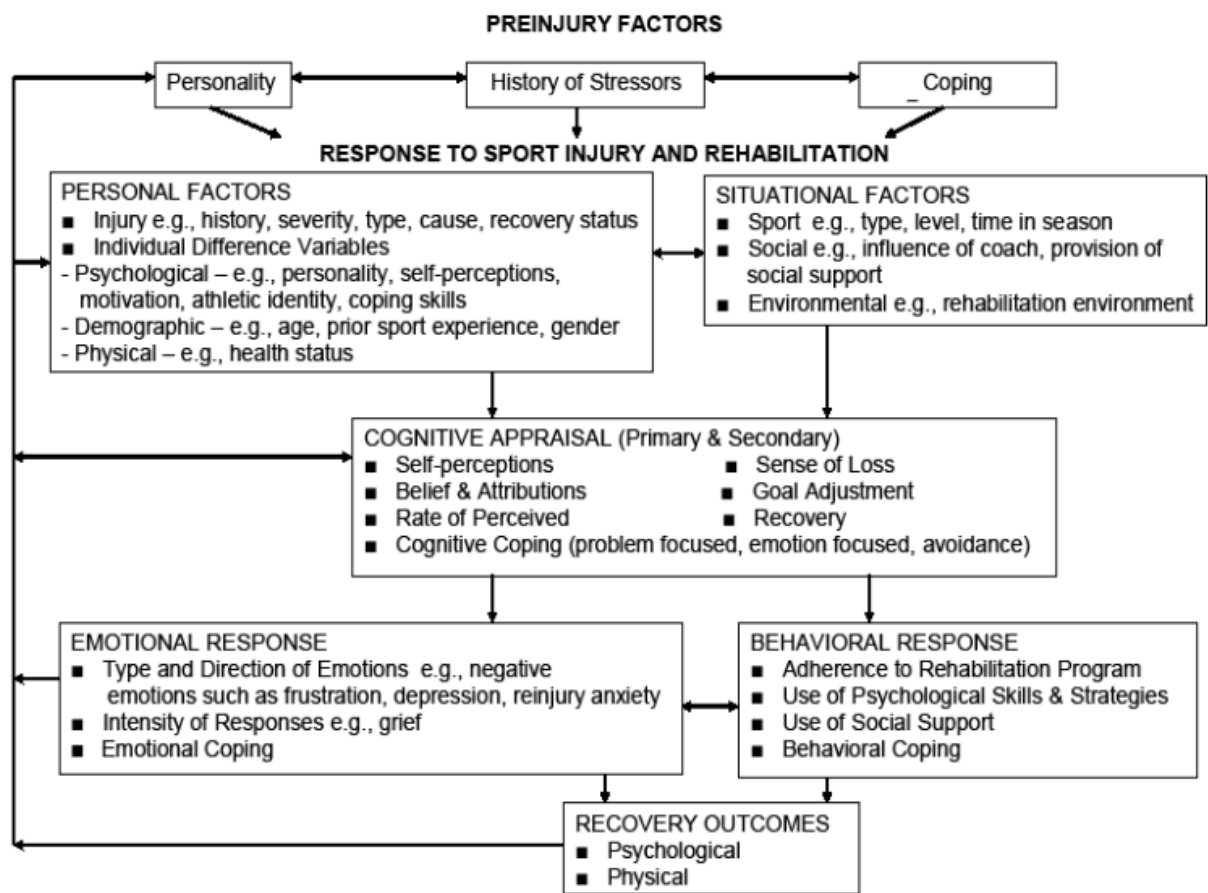 PREINJURY FACTORS
Personality
History of Stressors
_ Coping
RESPONSE TO SPORT INJURY AND REHABILITATION
PERSONAL FACTORS
■ Injury e.g., history, severity, type, cause, recovery status
■ Individual Difference Variables
- Psychological – e.g., personality, self-perceptions,
motivation, athletic identity, coping skills
- Demographic – e.g., age, prior sport experience, gender
- Physical – e.g., health status
SITUATIONAL FACTORS
■ Sport e.g., type, level, time in season
■ Social e.g., influence of coach, provision of
social support
■ Environmental e.g., rehabilitation environment
COGNITIVE APPRAISAL (Primary & Secondary)
■ Self-perceptions
■ Sense of Loss
■ Belief & Attributions
■ Goal Adjustment
■ Rate of Perceived
■ Recovery
■ Cognitive Coping (problem focused, emotion focused, avoidance)
EMOTIONAL RESPONSE
■ Type and Direction of Emotions e.g., negative
emotions such as frustration, depression, reinjury anxiety
■ Intensity of Responses e.g., grief
■ Emotional Coping
BEHAVIORAL RESPONSE
■ Adherence to Rehabilitation Program
■ Use of Psychological Skills & Strategies
■ Use of Social Support
■ Behavioral Coping
RECOVERY OUTCOMES
■ Psychological
■ Physical